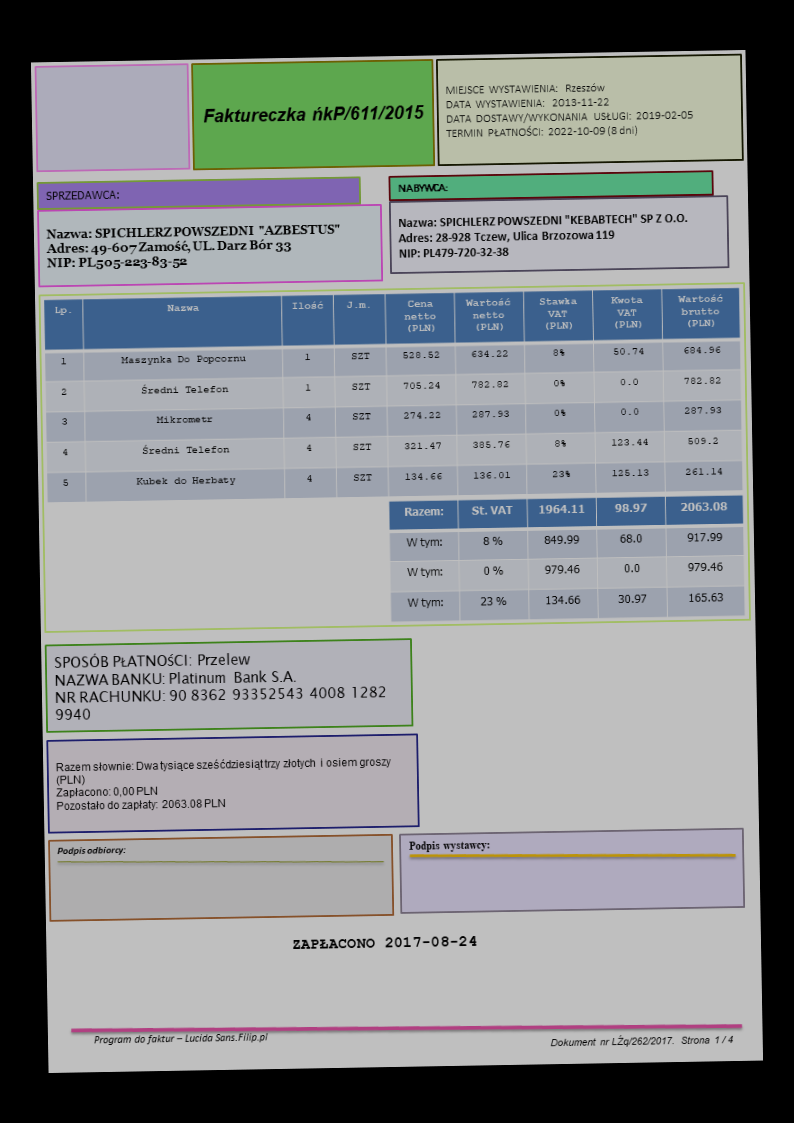 Faktureczka ńkP/611/2015
MIEJSCE WYSTAWIENIA: Rzeszów
DATA WYSTAWIENIA: 2013-11-22
DATA DOSTAWY/WYKONANIA USŁUGI: 2019-02-05
TERMIN PŁATNOŚCI: 2022-10-09 (8 dni)
SPRZEDAWCA:
Nazwa: SPICHLERZ POWSZEDNI "AZBESTUS"
Adres: 49-607 Zamość, UL. Darz Bór 33
NIP: PL505-223-83-52
NABYWCA:
Nazwa: SPICHLERZ POWSZEDNI "KEBABTECH" SP Z O.O.
Adres: 28-928 Tczew, Ulica Brzozowa 119
NIP: PL479-720-32-38
Lp. Nazwa Ilość J.m. Cena netto (PLN) Wartość netto (PLN) Stawka VAT (PLN) Kwota VAT (PLN) Wartość brutto (PLN)
1 Maszynka Do Popcornu 1 SZT 528.52 634.22 8% 50.74 684.96
2 Średni Telefon 1 SZT 705.24 782.82 0% 0.0 782.82
3 Mikrometr 4 SZT 274.22 287.93 0% 0.0 287.93
4 Średni Telefon 4 SZT 321.47 385.76 8% 123.44 509.2
5 Kubek do Herbaty 4 SZT 134.66 136.01 23% 125.13 261.14
Razem: St. VAT 1964.11 98.97 2063.08
W tym: 8 % 849.99 68.0 917.99
W tym: 0 % 979.46 0.0 979.46
W tym: 23 % 134.66 30.97 165.63
SPOSÓB PŁATNOŚCI: Przelew
NAZWA BANKU: Platinum Bank S.A.
NR RACHUNKU: 90 8362 93352543 4008 1282
9940
Razem słownie: Dwa tysiące sześćdziesiąt trzy złotych i osiem groszy
(PLN)
Zapłacono: 0,00 PLN
Pozostało do zapłaty: 2063.08 PLN
Podpis odbiorcy:
Podpis wystawcy:
ZAPŁACONO 2017-08-24
Program do faktur – Lucida Sans.Filip.pl
Dokument nr LŻq/262/2017. Strona 1 / 4